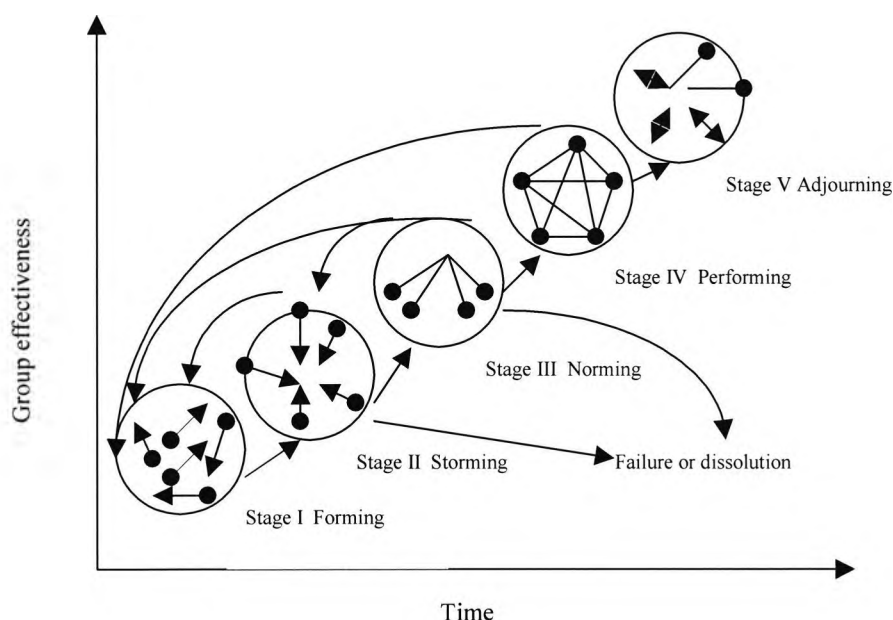 Stage V Adjourning
Group effectiveness
Stage IV Performing
Stage III Norming
Stage II Storming
Failure or dissolution
Stage I Forming
Time